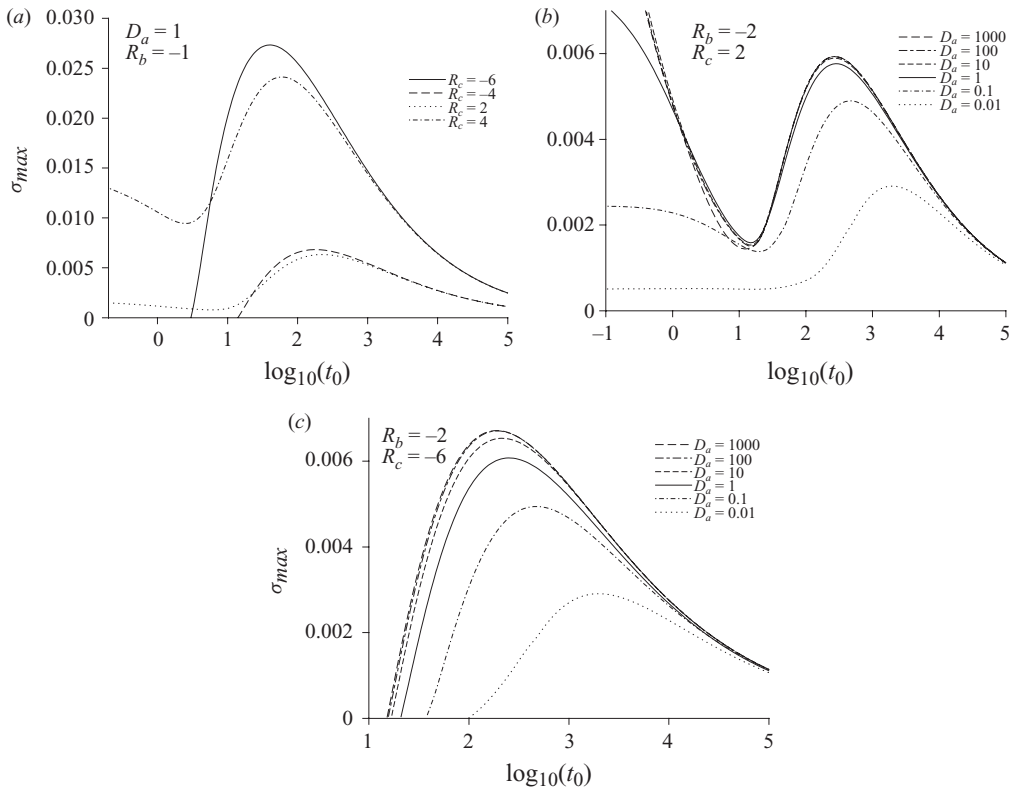 (a)
0.030
0.025
0.020
0.015
0.010
0.005
0
D_a = 1
R_b = –1
R_c = –6
R_c = –4
R_c = 2
R_c = 4
σ_max
0
1
2
3
4
5
log₁₀(t₀)
(b)
0.006
0.004
0.002
0
R_b = –2
R_c = 2
D_a = 1000
D_a = 100
D_a = 10
D_a = 1
D_a = 0.1
D_a = 0.01
–1
0
1
2
3
4
5
log₁₀(t₀)
(c)
0.006
0.004
0.002
0
R_b = –2
R_c = –6
D_a = 1000
D_a = 100
D_a = 10
D_a = 1
D_a = 0.1
D_a = 0.01
σ_max
1
2
3
4
5
log₁₀(t₀)